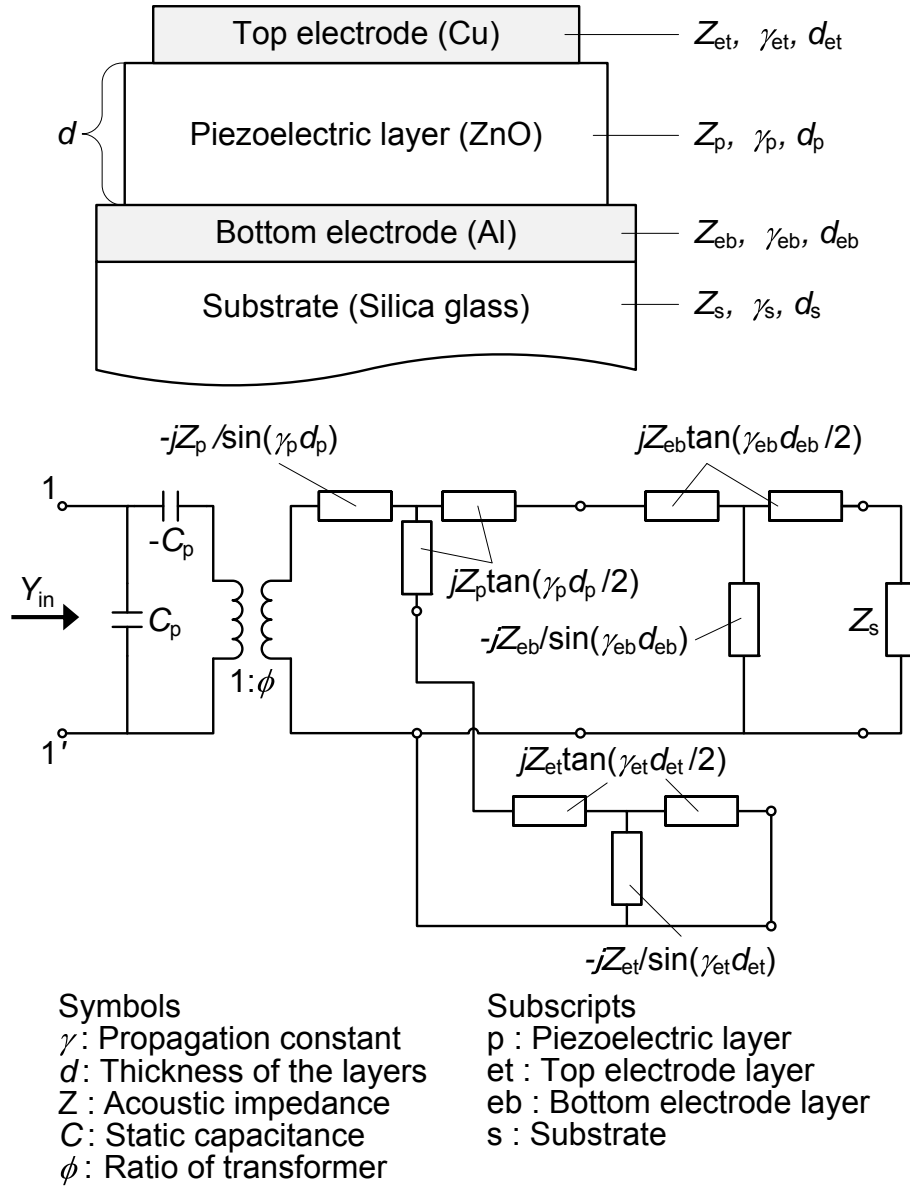 Top electrode (Cu)
Z_et, γ_et, d_et
d
Piezoelectric layer (ZnO)
Z_p, γ_p, d_p
Bottom electrode (Al)
Z_eb, γ_eb, d_eb
Substrate (Silica glass)
Z_s, γ_s, d_s
-jZ_p/sin(γ_p d_p)
jZ_eb tan(γ_eb d_eb/2)
1
-C_p
Y_in
C_p
jZ_p tan(γ_p d_p/2)
-jZ_eb/sin(γ_eb d_eb)
Z_s
1:ϕ
1'
jZ_et tan(γ_et d_et/2)
-jZ_et/sin(γ_et d_et)
Symbols
γ : Propagation constant
d : Thickness of the layers
Z : Acoustic impedance
C : Static capacitance
ϕ : Ratio of transformer
Subscripts
p : Piezoelectric layer
et : Top electrode layer
eb : Bottom electrode layer
s : Substrate